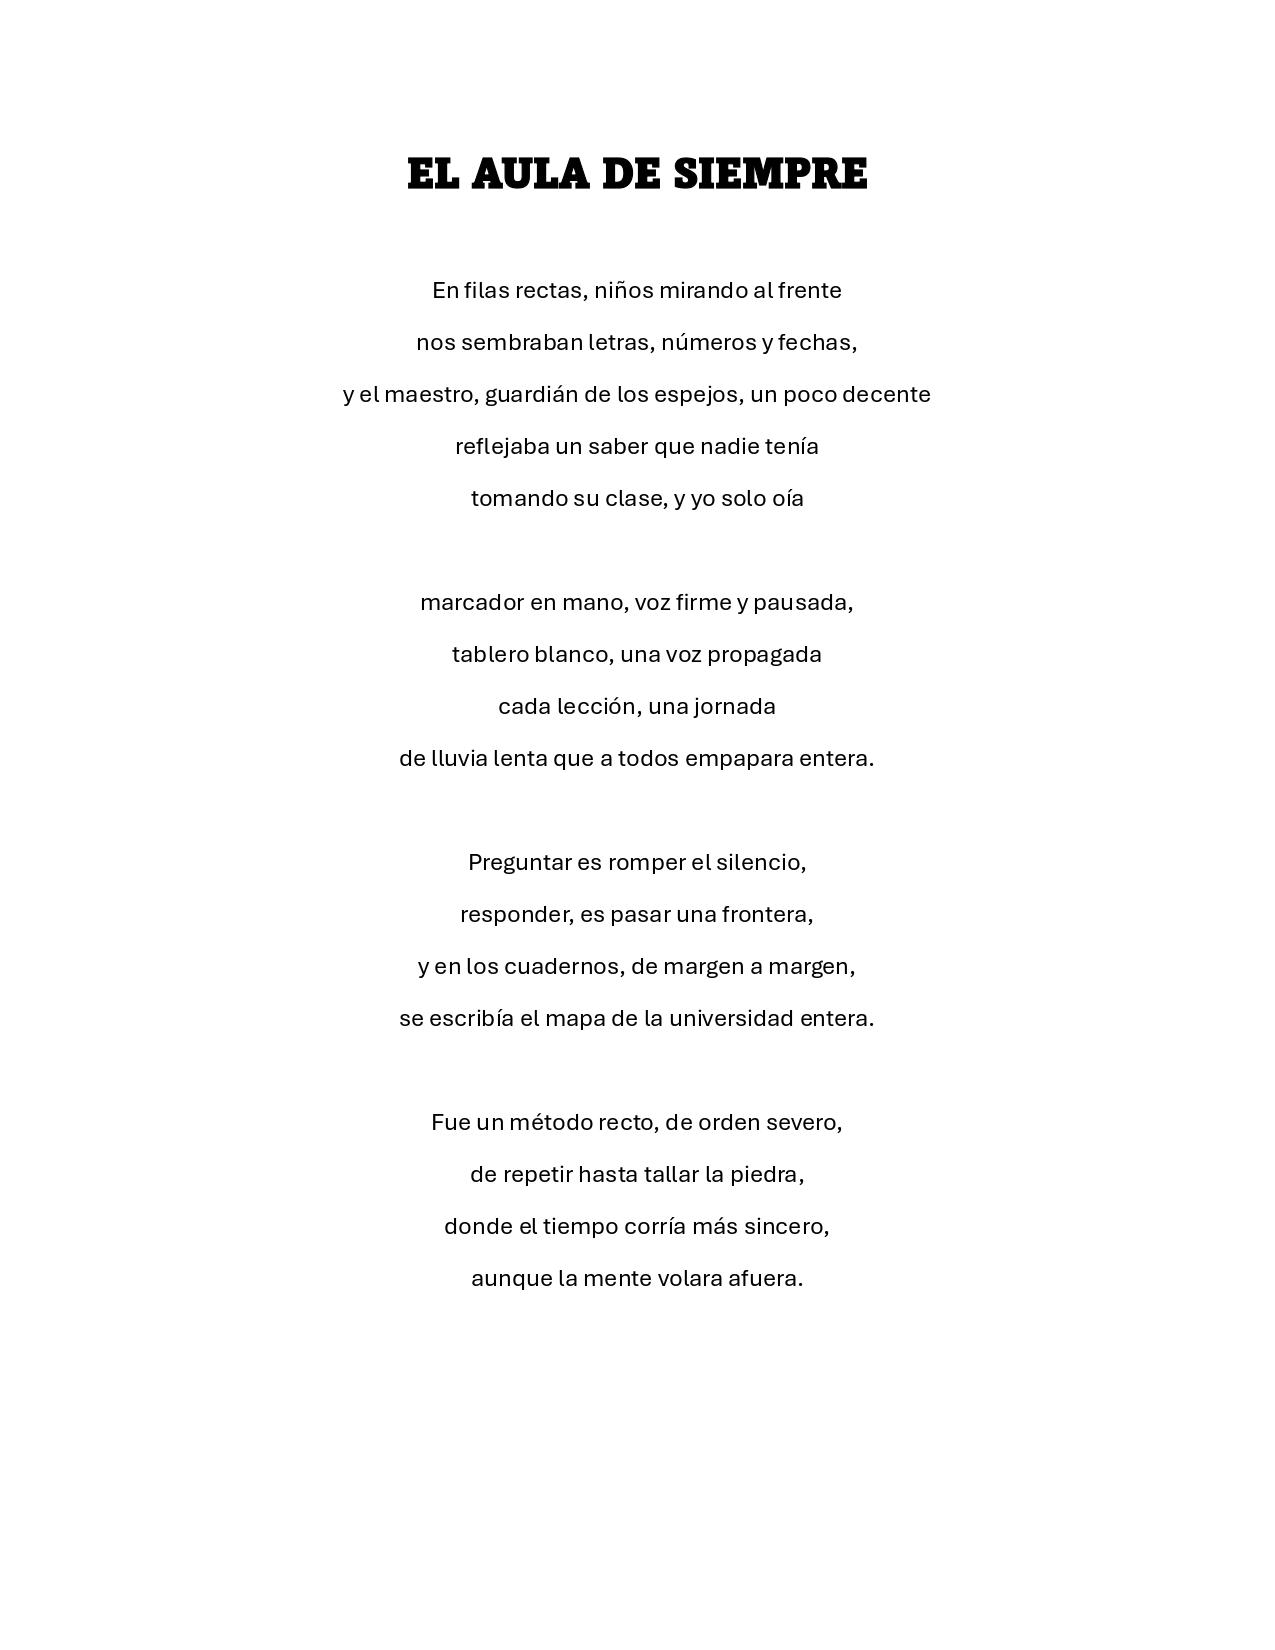 EL AULA DE SIEMPRE
En filas rectas, niños mirando al frente
nos sembraban letras, números y fechas,
y el maestro, guardián de los espejos, un poco decente
reflejaba un saber que nadie tenía
tomando su clase, y yo solo oía
marcador en mano, voz firme y pausada,
tablero blanco, una voz propagada
cada lección, una jornada
de lluvia lenta que a todos empapara entera.
Preguntar es romper el silencio,
responder, es pasar una frontera,
y en los cuadernos, de margen a margen,
se escribía el mapa de la universidad entera.
Fue un método recto, de orden severo,
de repetir hasta tallar la piedra,
donde el tiempo corría más sincero,
aunque la mente volara afuera.